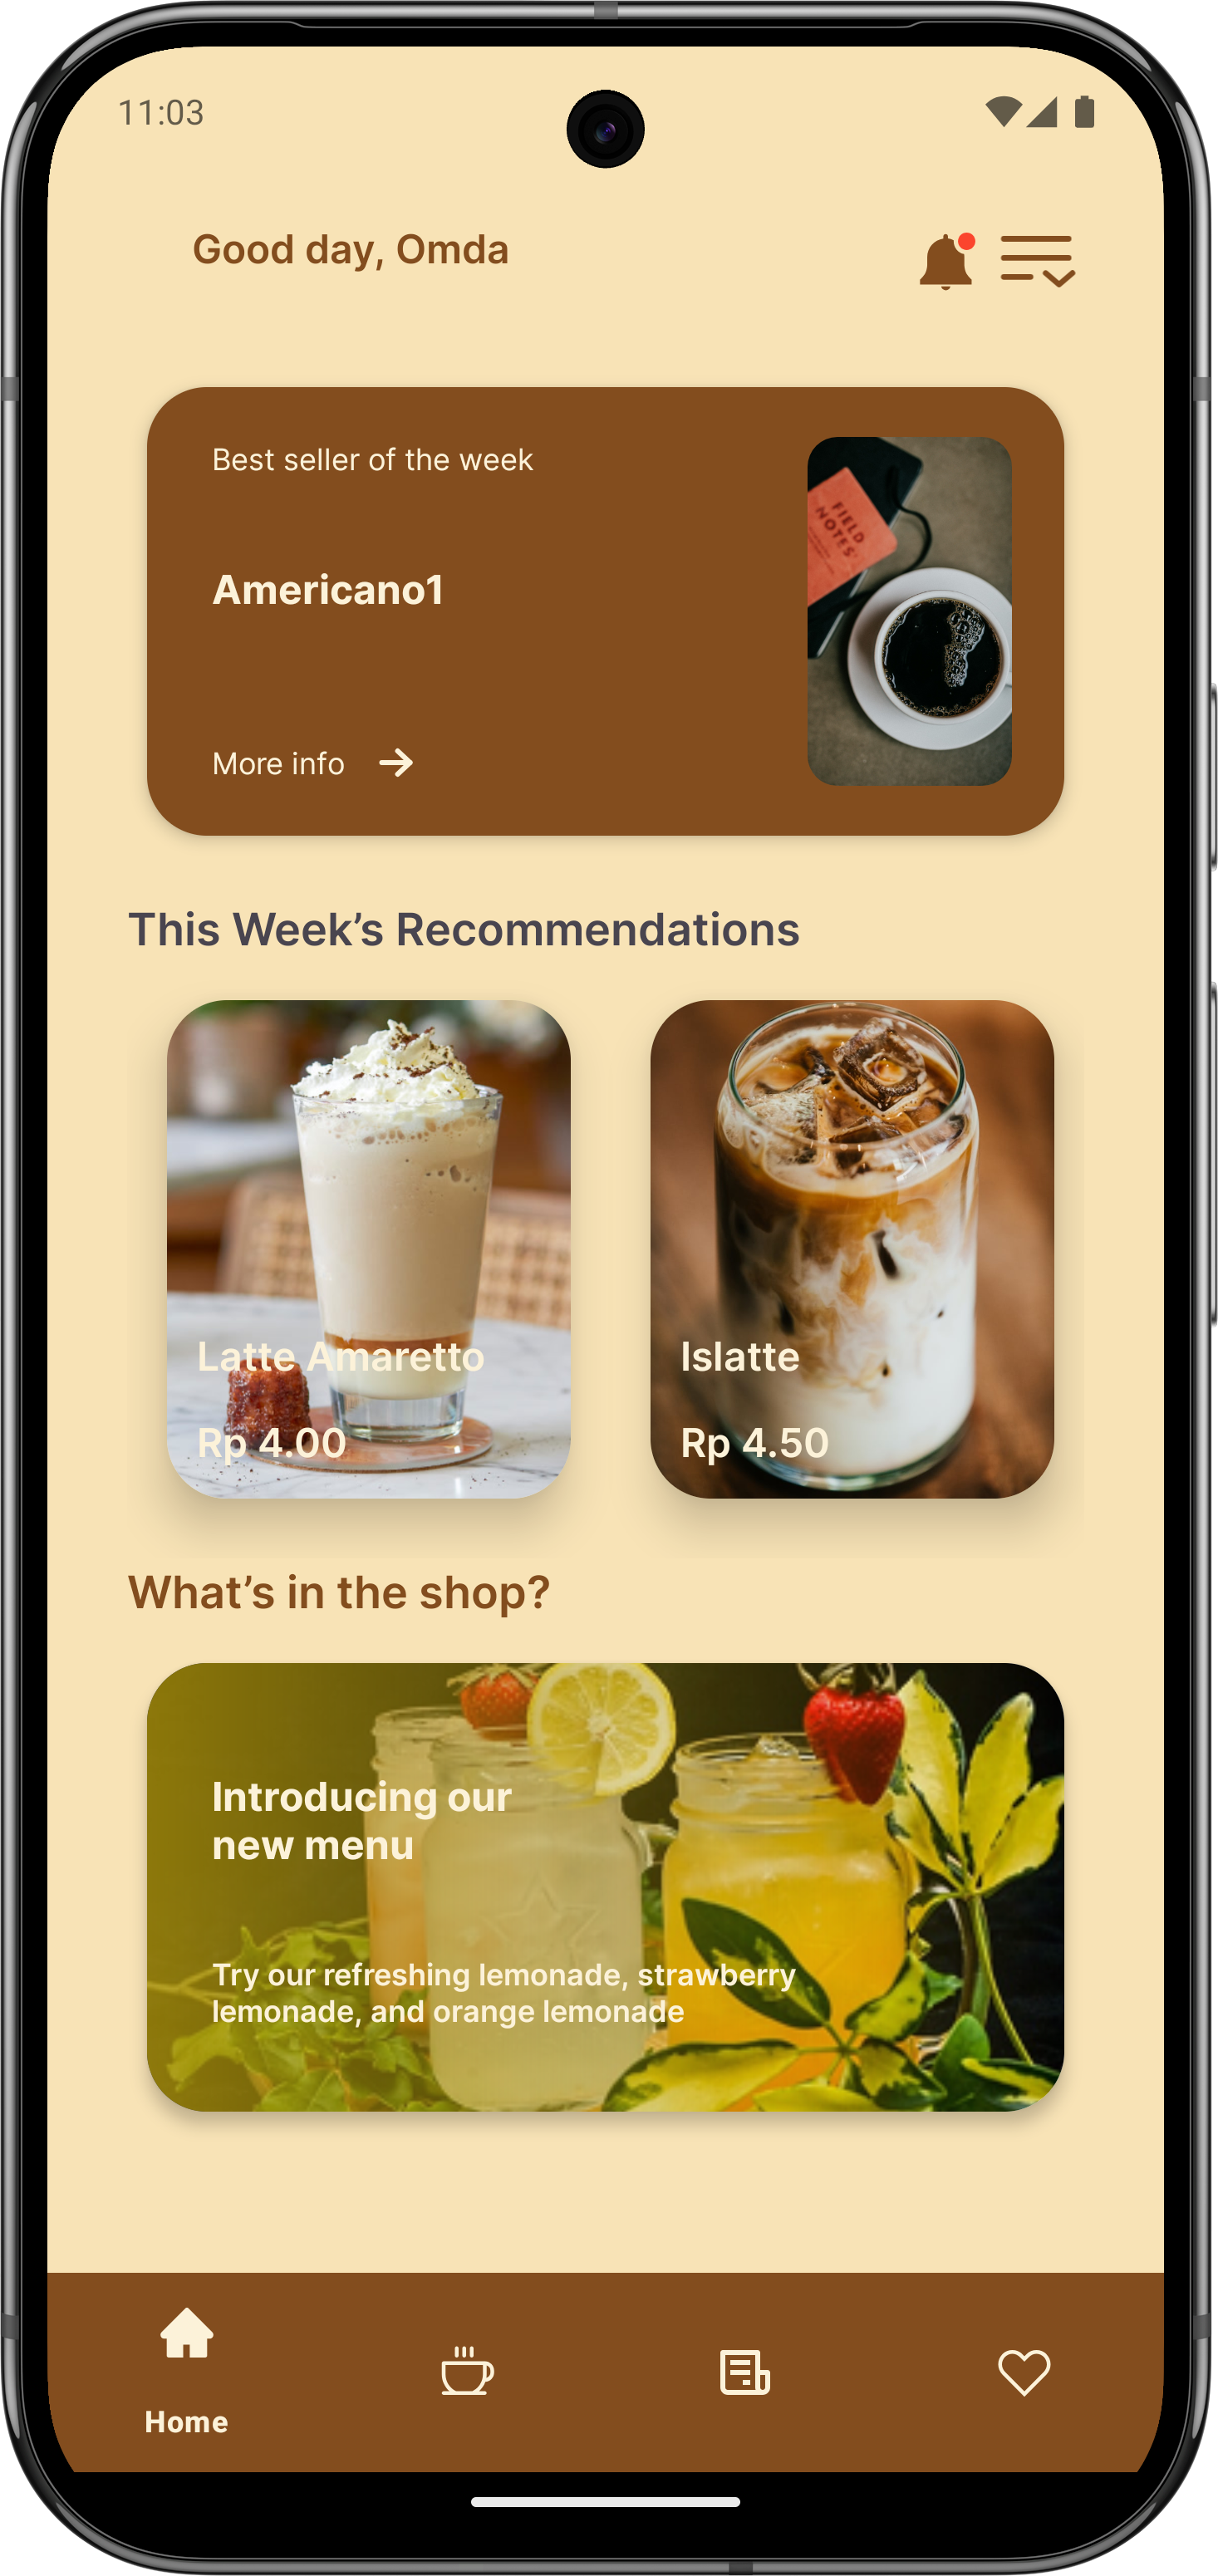 11:03
Good day, Omda
Best seller of the week
Americano1
More info
FIELD
NOTES
This Week’s Recommendations
Latte Amaretto
Rp 4.00
Islatte
Rp 4.50
What’s in the shop?
Introducing our
new menu
Try our refreshing lemonade, strawberry
lemonade, and orange lemonade
Home